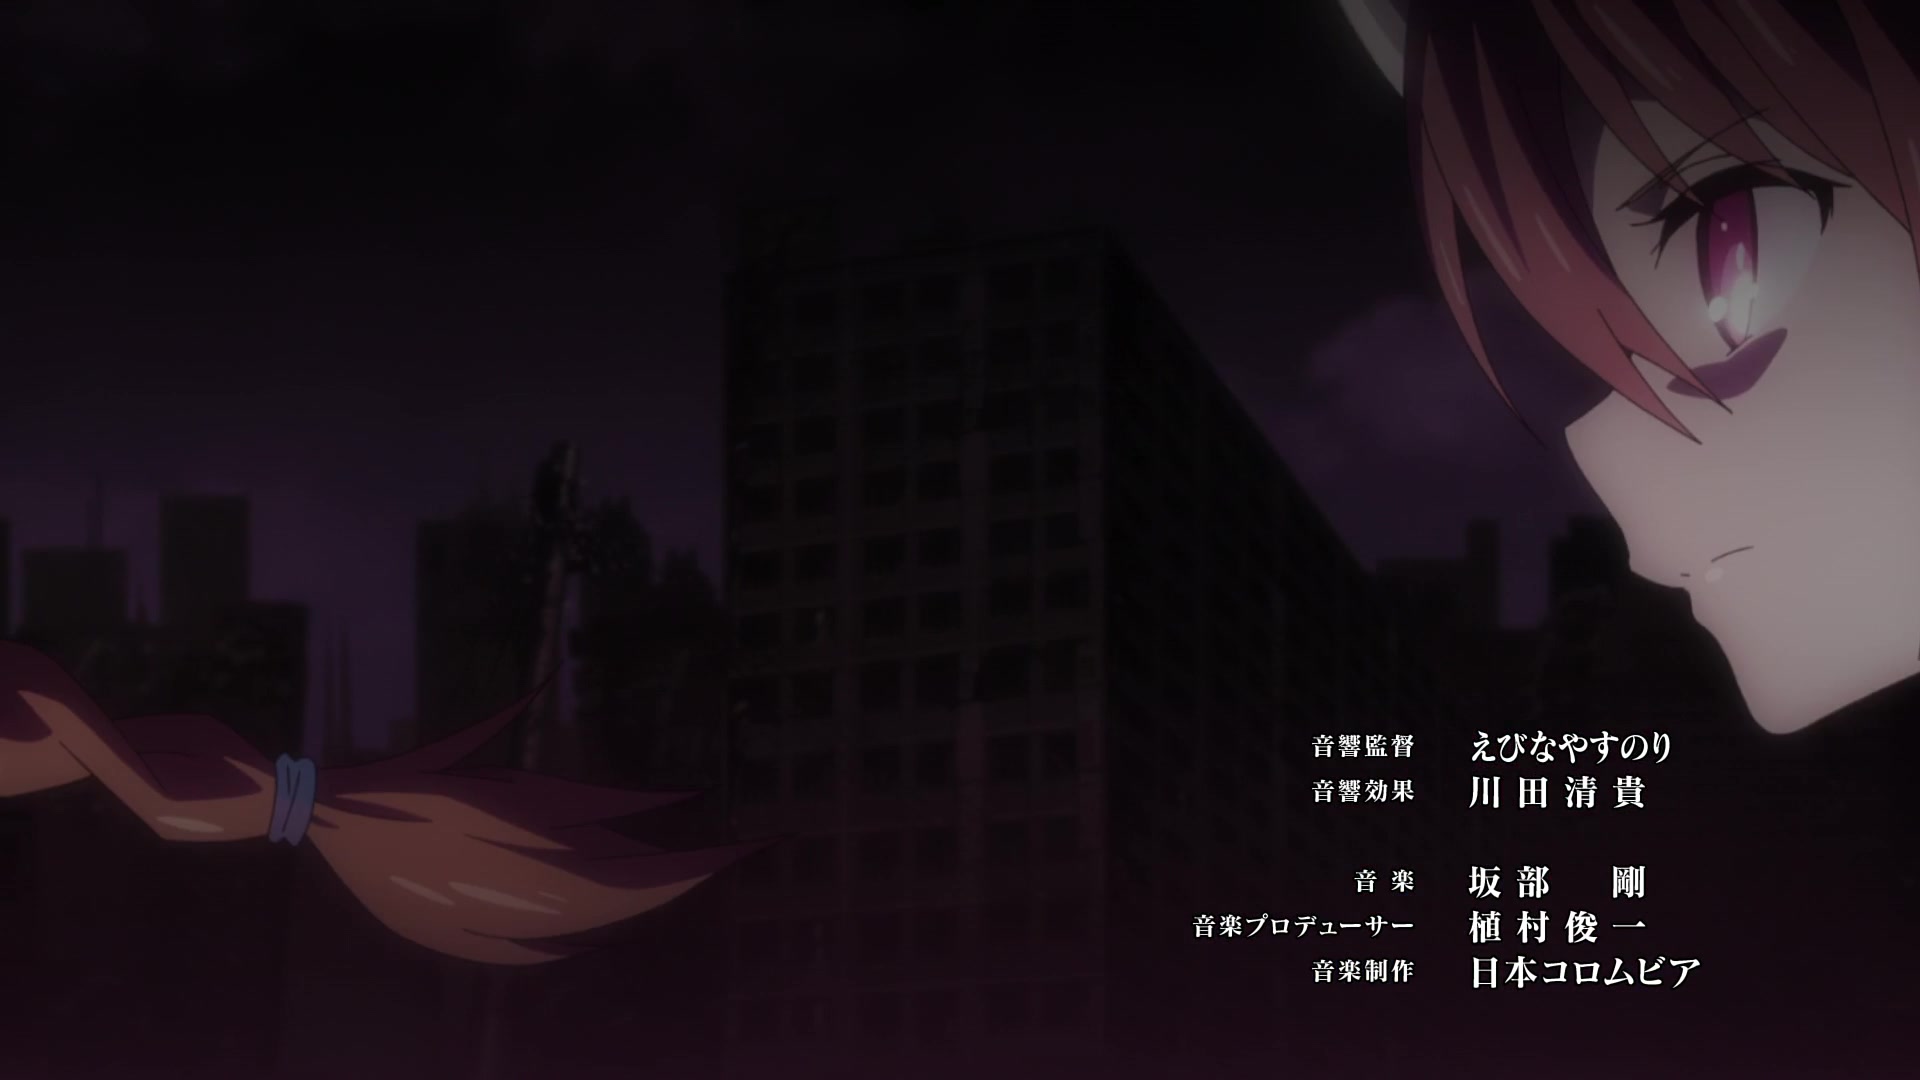 音響監督 えびなやすのり
音響効果 川田清貴
音楽 坂部 剛
音楽プロデューサー 植村俊一
音楽制作 日本コロムビア